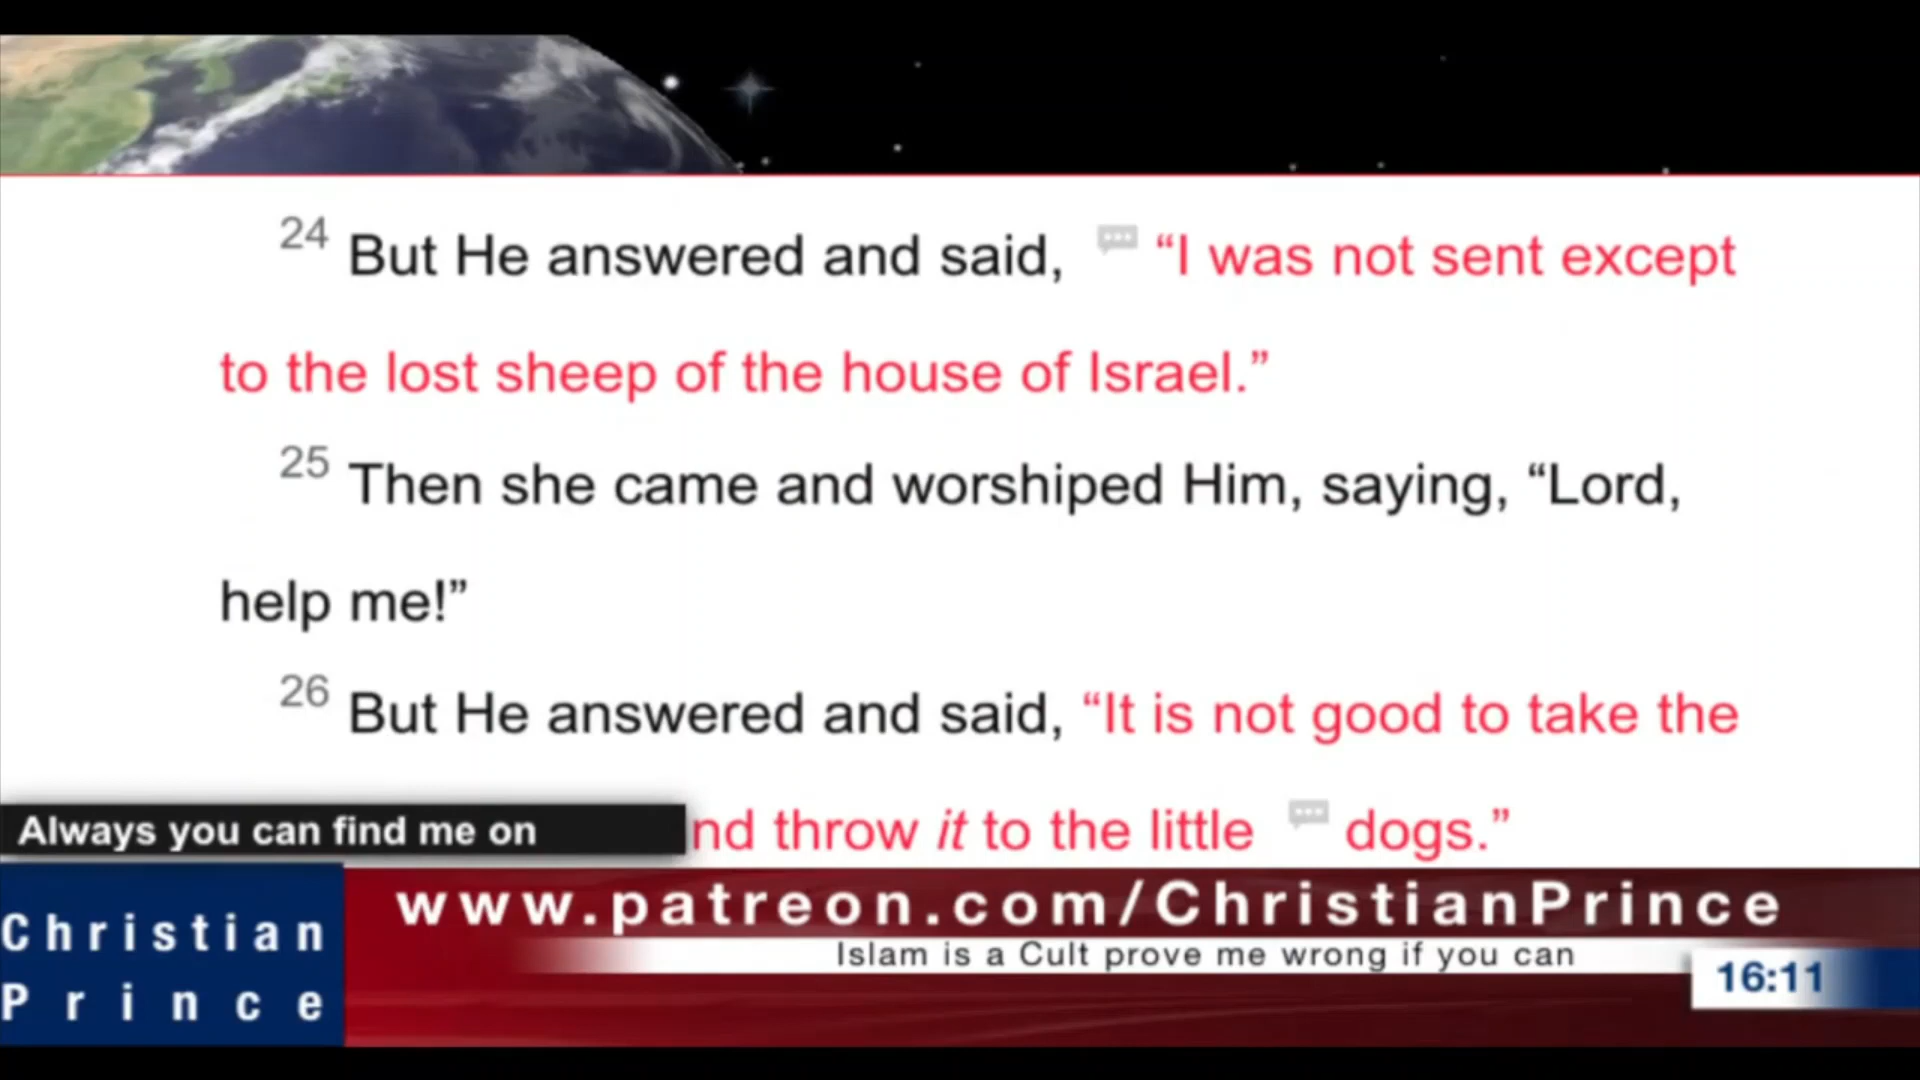 24 But He answered and said, “I was not sent except
to the lost sheep of the house of Israel.”
25 Then she came and worshiped Him, saying, “Lord,
help me!”
26 But He answered and said, “It is not good to take the
nd throw it to the little dogs.”
Always you can find me on
Christian
Prince
www.patreon.com/ChristianPrince
Islam is a Cult prove me wrong if you can
16:11